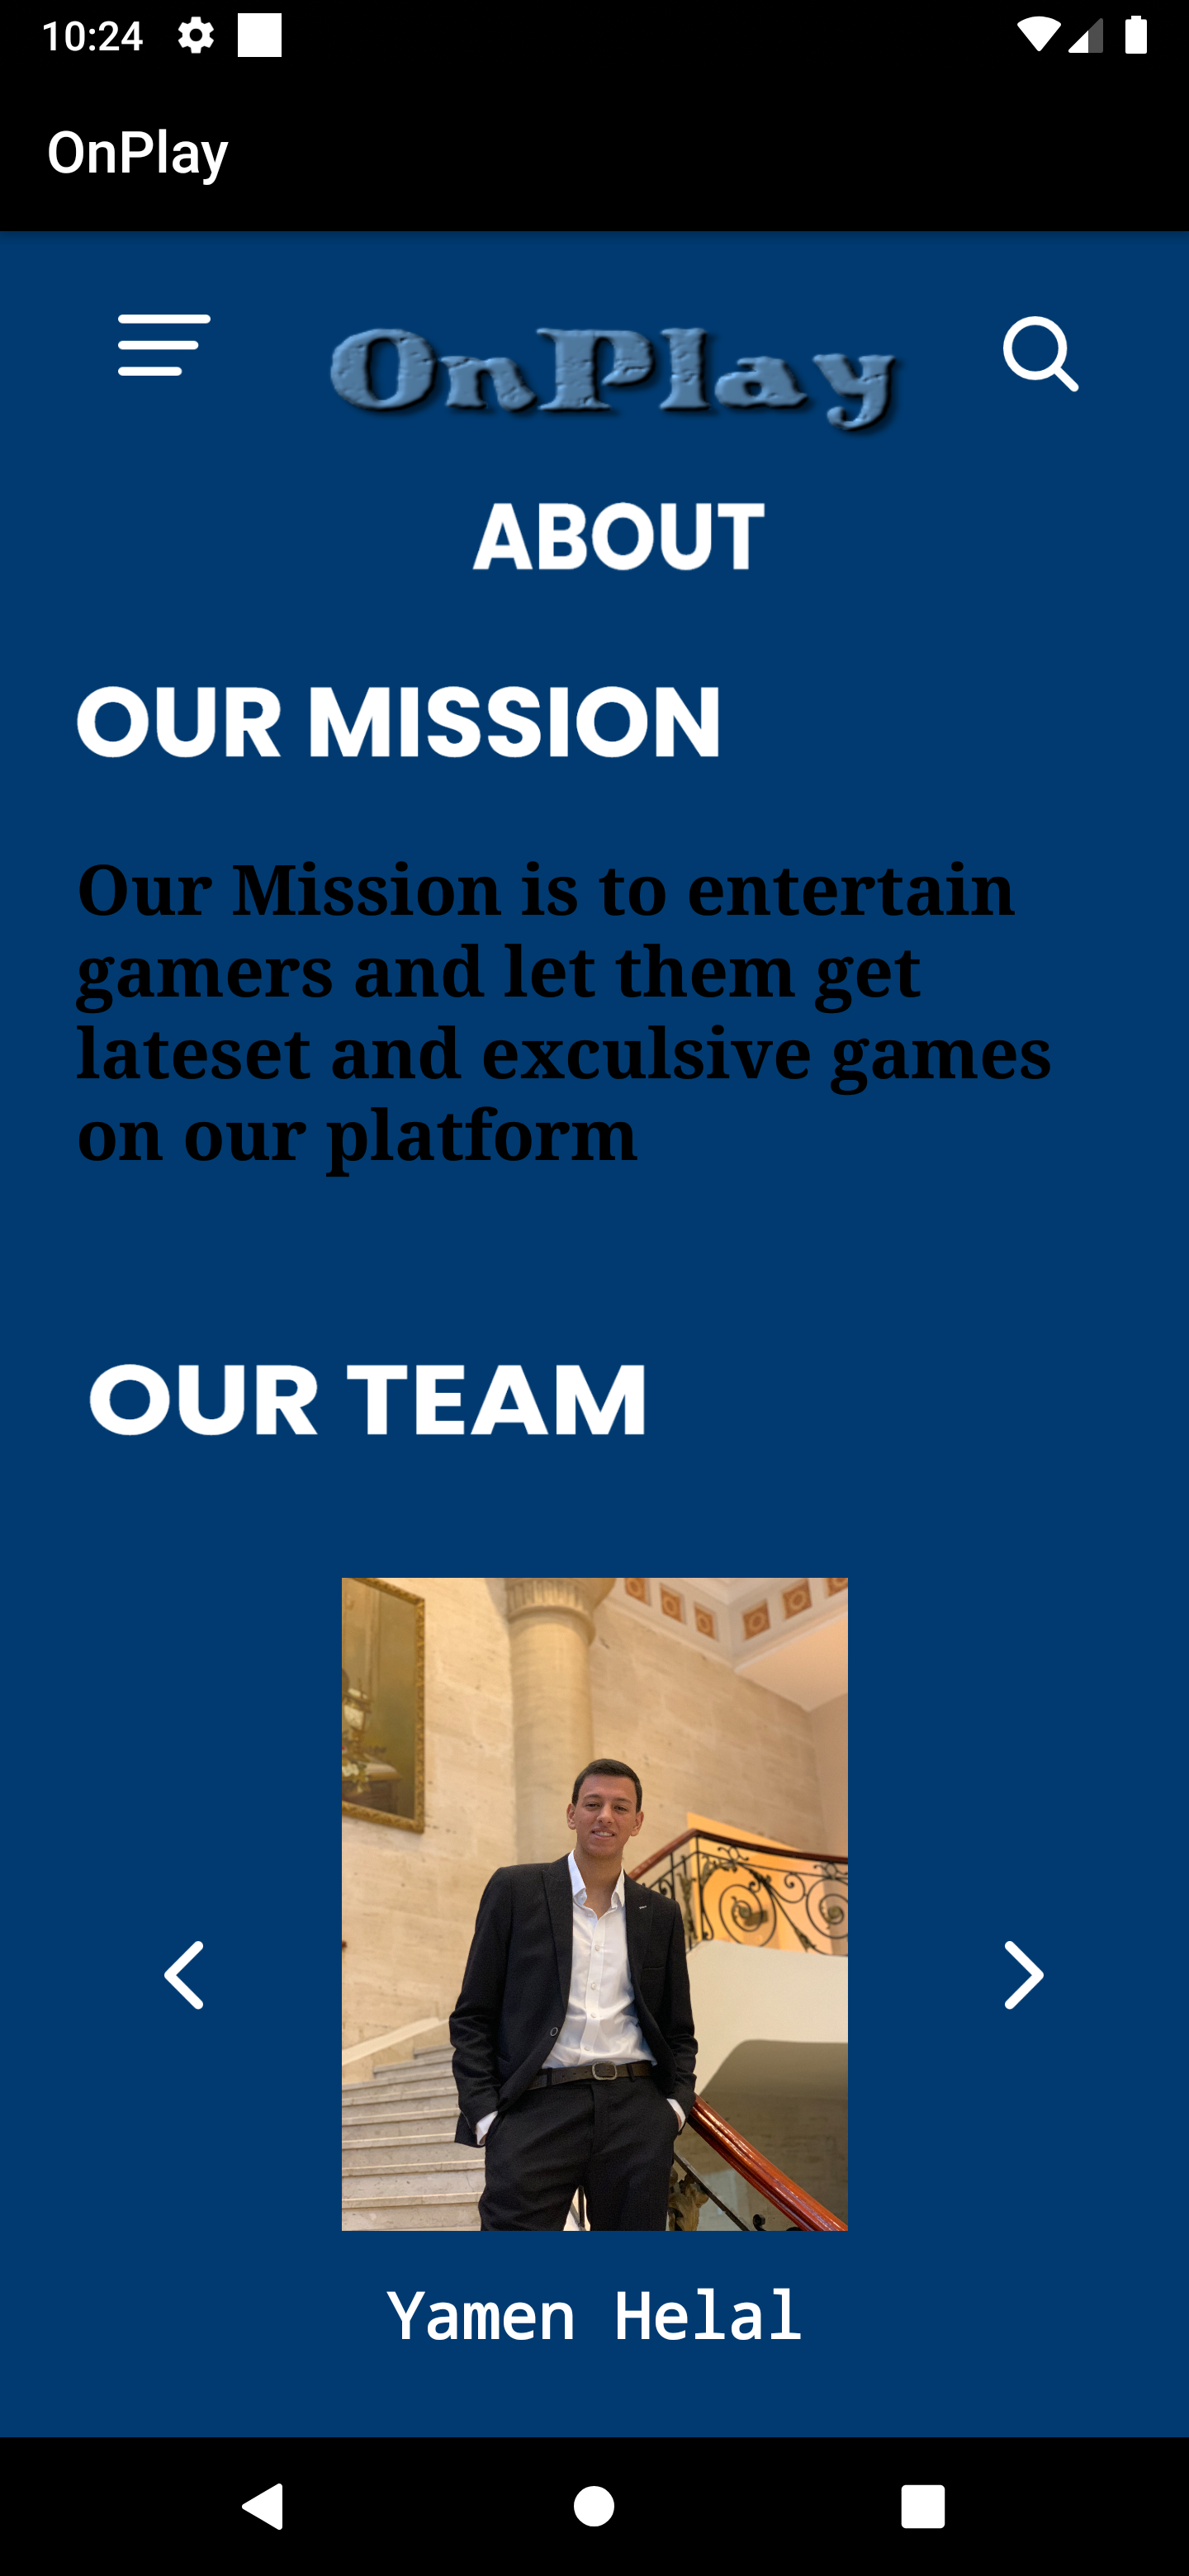 10:24
OnPlay
OnPlay
ABOUT
OUR MISSION
Our Mission is to entertain
gamers and let them get
lateset and exculsive games
on our platform
OUR TEAM
Yamen Helal